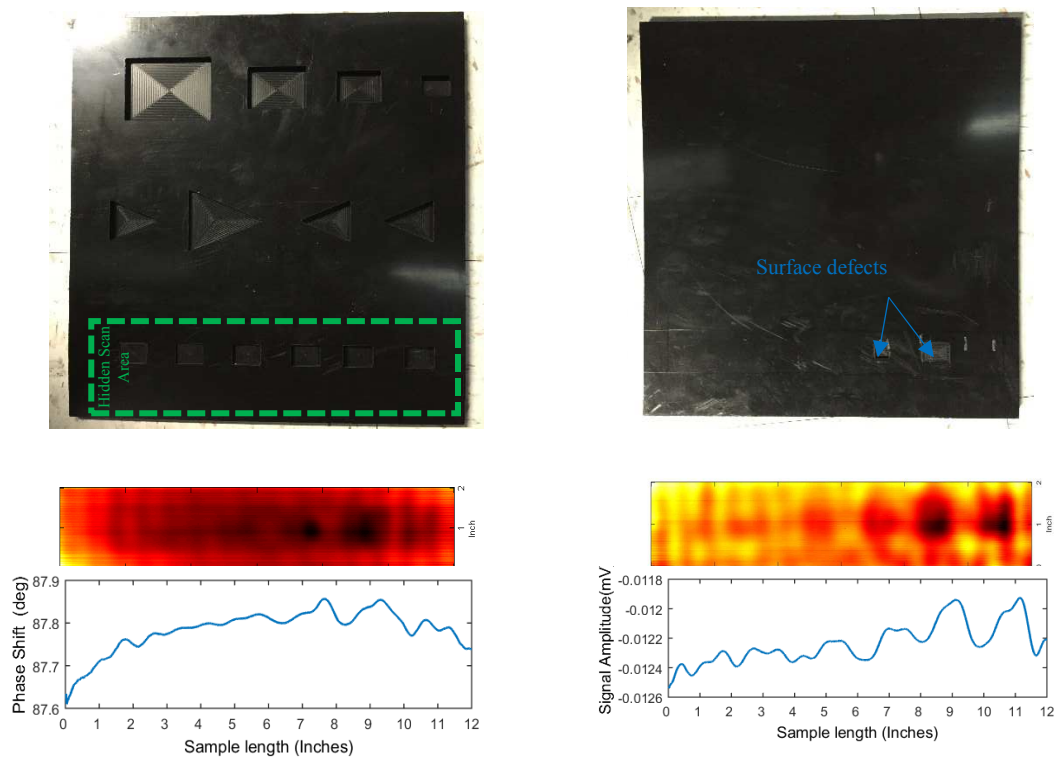 Hidden Scan
Area
Surface defects
2
1
Inch
2
1
0
Inch
87.9
87.8
87.7
87.6
Phase Shift (deg)
0 1 2 3 4 5 6 7 8 9 10 11 12
Sample length (Inches)
-0.0118
-0.012
-0.0122
-0.0124
-0.0126
Signal Amplitude(mV
0 1 2 3 4 5 6 7 8 9 10 11 12
Sample length (Inches)